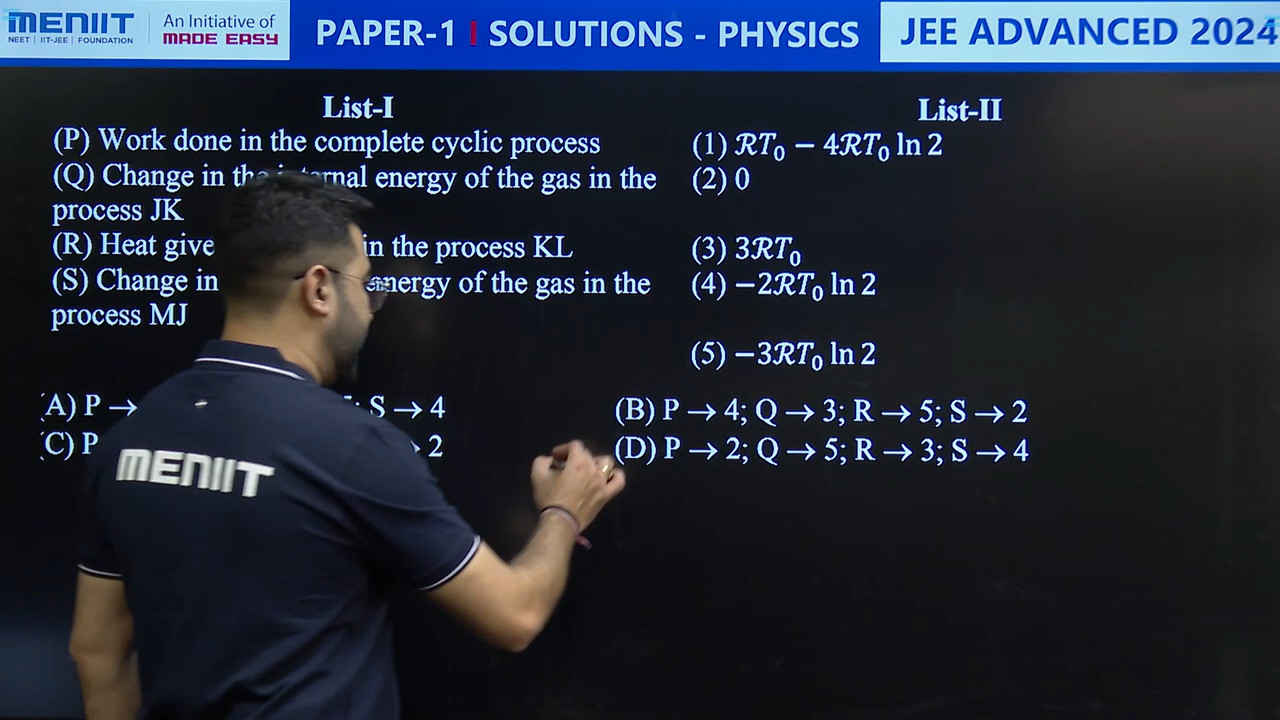 MENIIT
NEET | IIT-JEE | FOUNDATION
An Initiative of
MADE EASY
PAPER-1 | SOLUTIONS - PHYSICS
JEE ADVANCED 2024
List-I
List-II
(P) Work done in the complete cyclic process
(1) ℛT₀ − 4ℛT₀ ln 2
(Q) Change in the internal energy of the gas in the
(2) 0
process JK
(R) Heat in the process KL
(3) 3ℛT₀
(S) Change in energy of the gas in the
(4) −2ℛT₀ ln 2
process MJ
(5) −3ℛT₀ ln 2
(A) P → S → 4
(B) P → 4; Q → 3; R → 5; S → 2
(C) P → 2
(D) P → 2; Q → 5; R → 3; S → 4
MENIIT